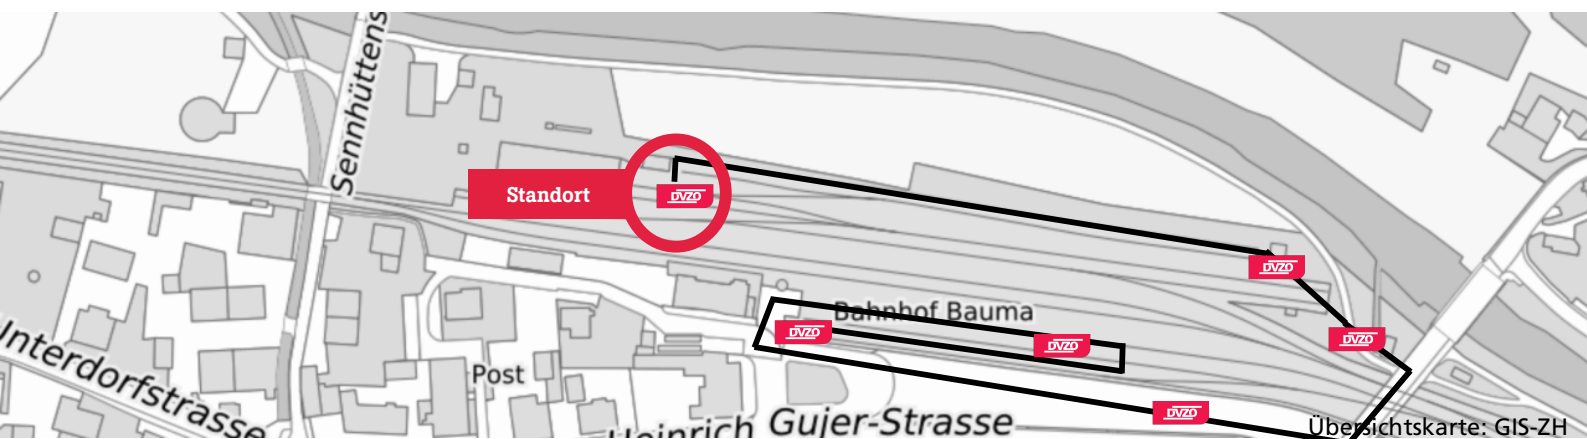 Sennhüttens
Standort
DVZO
DVZO
Bahnhof Bauma
DVZO
DVZO
DVZO
Unterdorfstrasse
Post
DVZO
Heinrich Gujer-Strasse
Übersichtskarte: GIS-ZH